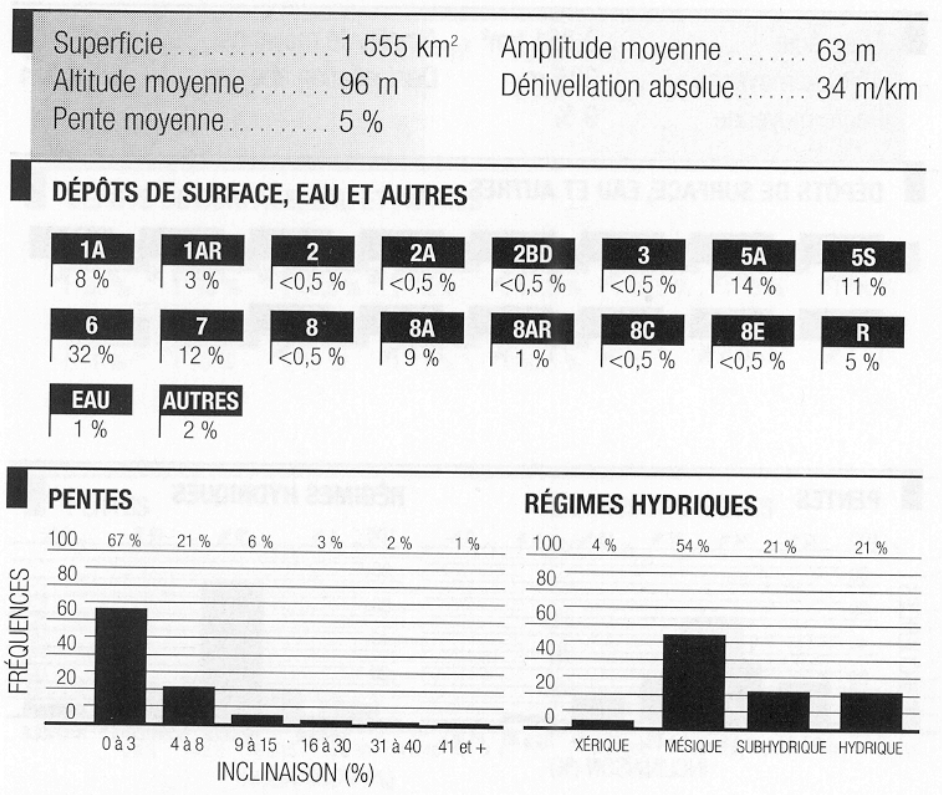 Superficie............ 1 555 km²
Altitude moyenne....... 96 m
Pente moyenne.......... 5 %
Amplitude moyenne ........ 63 m
Dénivellation absolue....... 34 m/km
DÉPÔTS DE SURFACE, EAU ET AUTRES
1A 1AR 2 2A 2BD 3 5A 5S
8 % 3 % <0,5 % <0,5 % <0,5 % <0,5 % 14 % 11 %
6 7 8 8A 8AR 8C 8E R
32 % 12 % <0,5 % 9 % 1 % <0,5 % <0,5 % 5 %
EAU AUTRES
1 % 2 %
PENTES
100 67 % 21 % 6 % 3 % 2 % 1 %
80
60
40
20
0
FRÉQUENCES
0 à 3 4 à 8 9 à 15 16 à 30 31 à 40 41 et +
INCLINAISON (%)
RÉGIMES HYDRIQUES
100 4 % 54 % 21 % 21 %
80
60
40
20
0
XÉRIQUE MÉSIQUE SUBHYDRIQUE HYDRIQUE